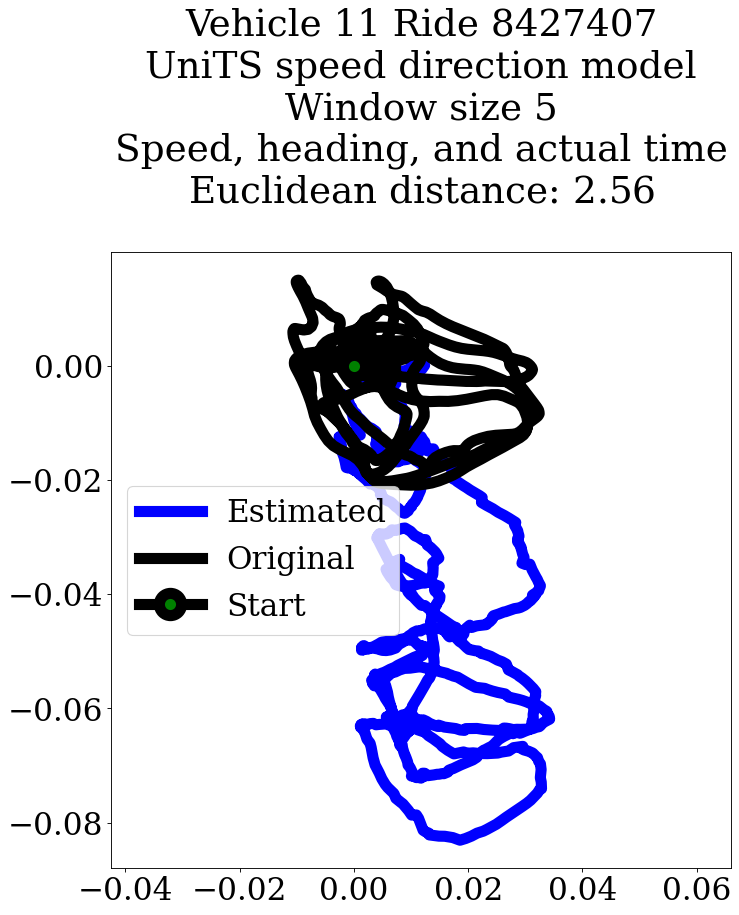 Vehicle 11 Ride 8427407
UniTS speed direction model
Window size 5
Speed, heading, and actual time
Euclidean distance: 2.56
0.00
−0.02
−0.04
−0.06
−0.08
Estimated
Original
Start
−0.04 −0.02 0.00 0.02 0.04 0.06